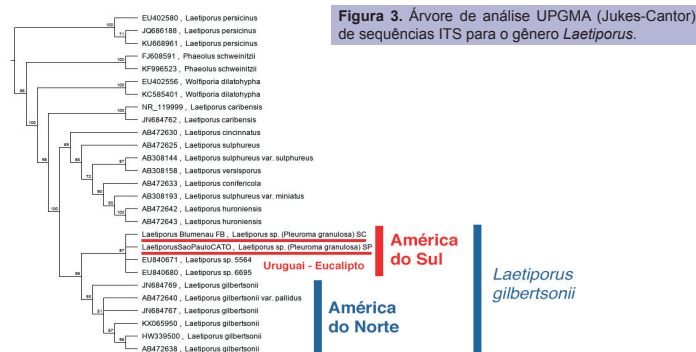 Figura 3. Árvore de análise UPGMA (Jukes-Cantor)
de sequências ITS para o gênero Laetiporus.
EU402580 , Laetiporus persicinus
JQ686188 , Laetiporus persicinus
KU668961 , Laetiporus persicinus
FJ608591 , Phaeolus schweinitzii
KF996523 , Phaeolus schweinitzii
EU402556 , Wolfiporia dilatohypha
KC585401 , Wolfiporia dilatohypha
NR_119999 , Laetiporus caribensis
JN684762 , Laetiporus caribensis
AB472630 , Laetiporus cincinnatus
AB472625 , Laetiporus sulphureus
AB308144 , Laetiporus sulphureus var. sulphureus
AB308158 , Laetiporus versisporus
AB472633 , Laetiporus conifericola
AB308193 , Laetiporus sulphureus var. miniatus
AB472642 , Laetiporus huroniensis
AB472643 , Laetiporus huroniensis
Laetiporus Blumenau FB , Laetiporus sp. (Pleuroma granulosa) SC
LaetiporusSaoPauloCATO , Laetiporus sp. (Pleuroma granulosa) SP
EU840671 , Laetiporus sp. 5564
EU840680 , Laetiporus sp. 6695
Uruguai - Eucalipto
América
do Sul
JN684769 , Laetiporus gilbertsonii
AB472640 , Laetiporus gilbertsonii var. pallidus
JN684767 , Laetiporus gilbertsonii
KX065950 , Laetiporus gilbertsonii
HW339500 , Laetiporus gilbertsonii
AB472638 , Laetiporus gilbertsonii
América
do Norte
Laetiporus
gilbertsonii